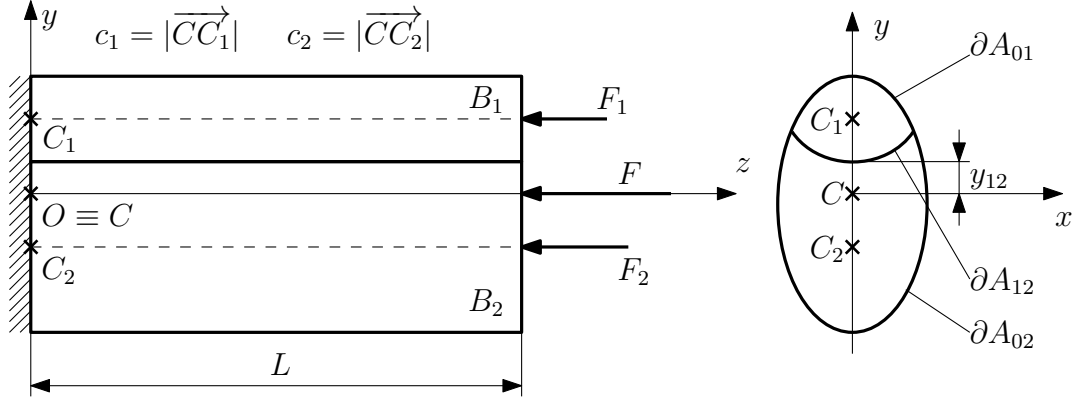 y
c₁ = |CC₁→| c₂ = |CC₂→|
B₁
F₁
C₁
z
F
O ≡ C
C₂
F₂
B₂
L
y
∂A₀₁
C₁
y₁₂
C
x
C₂
∂A₁₂
∂A₀₂